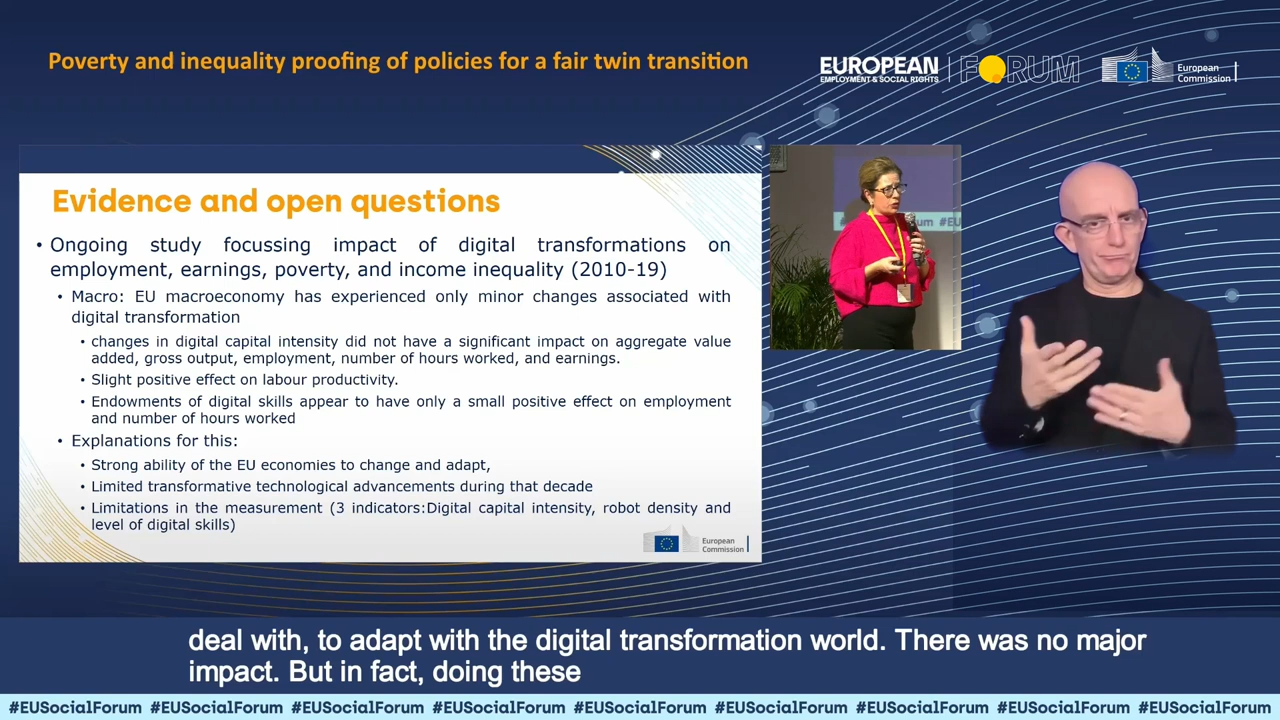 Poverty and inequality proofing of policies for a fair twin transition
EUROPEAN
EMPLOYMENT & SOCIAL RIGHTS
FORUM
European
Commission
Evidence and open questions
• Ongoing study focussing impact of digital transformations on
employment, earnings, poverty, and income inequality (2010-19)
• Macro: EU macroeconomy has experienced only minor changes associated with
digital transformation
• changes in digital capital intensity did not have a significant impact on aggregate value
added, gross output, employment, number of hours worked, and earnings.
• Slight positive effect on labour productivity.
• Endowments of digital skills appear to have only a small positive effect on employment
and number of hours worked
• Explanations for this:
• Strong ability of the EU economies to change and adapt,
• Limited transformative technological advancements during that decade
• Limitations in the measurement (3 indicators:Digital capital intensity, robot density and
level of digital skills)
European
Commission
um #EU
deal with, to adapt with the digital transformation world. There was no major
impact. But in fact, doing these
#EUSocialForum #EUSocialForum #EUSocialForum #EUSocialForum #EUSocialForum #EUSocialForum #EUSocialForum #EUSocialForum #EUSocialForum